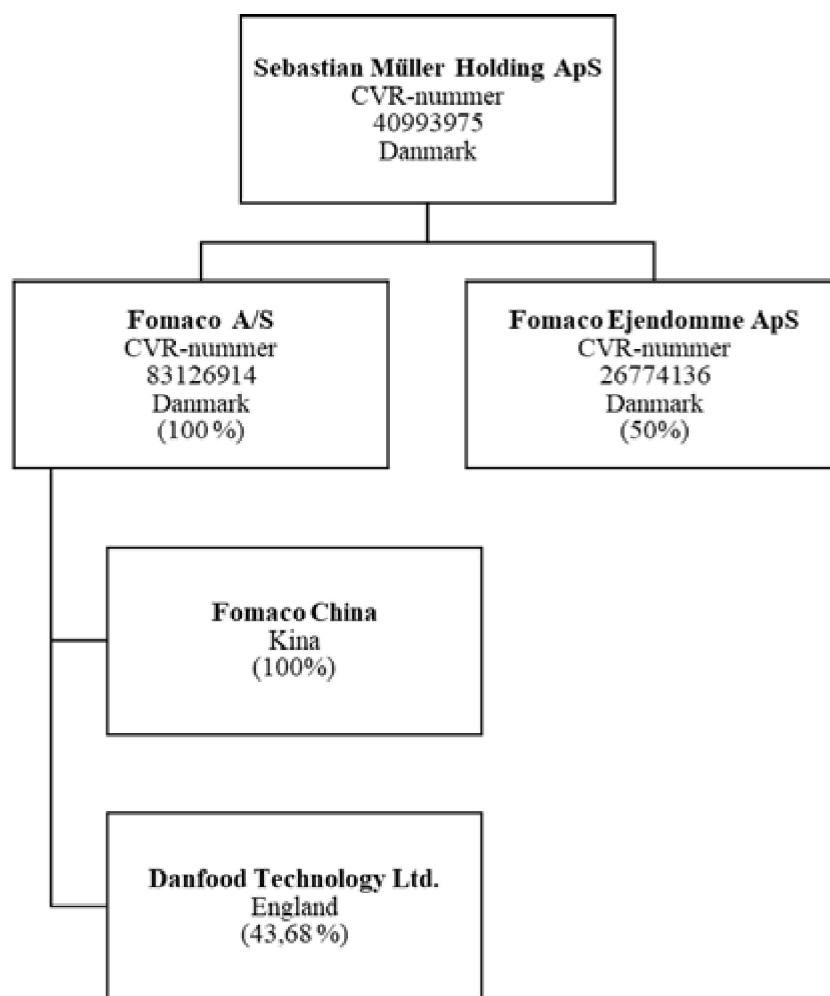 Sebastian Müller Holding ApS
CVR-nummer
40993975
Danmark
Fomaco A/S
CVR-nummer
83126914
Danmark
(100 %)
Fomaco Ejendomme ApS
CVR-nummer
26774136
Danmark
(50%)
Fomaco China
Kina
(100%)
Danfood Technology Ltd.
England
(43,68 %)